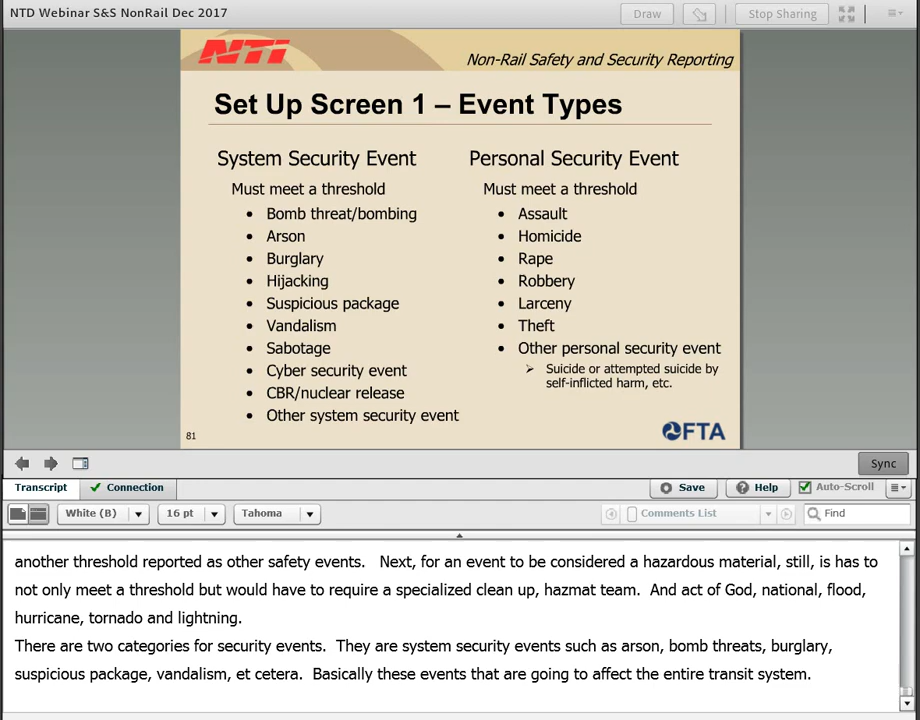 NTD Webinar S&S NonRail Dec 2017
Draw
Stop Sharing
NTI
Non-Rail Safety and Security Reporting
Set Up Screen 1 – Event Types
System Security Event
Must meet a threshold
• Bomb threat/bombing
• Arson
• Burglary
• Hijacking
• Suspicious package
• Vandalism
• Sabotage
• Cyber security event
• CBR/nuclear release
• Other system security event
Personal Security Event
Must meet a threshold
• Assault
• Homicide
• Rape
• Robbery
• Larceny
• Theft
• Other personal security event
➢ Suicide or attempted suicide by
self-inflicted harm, etc.
81
FTA
Sync
Transcript
Connection
Save
Help
Auto-Scroll
White (B)
16 pt
Tahoma
Comments List
Find
another threshold reported as other safety events. Next, for an event to be considered a hazardous material, still, is has to
not only meet a threshold but would have to require a specialized clean up, hazmat team. And act of God, national, flood,
hurricane, tornado and lightning.
There are two categories for security events. They are system security events such as arson, bomb threats, burglary,
suspicious package, vandalism, et cetera. Basically these events that are going to affect the entire transit system.